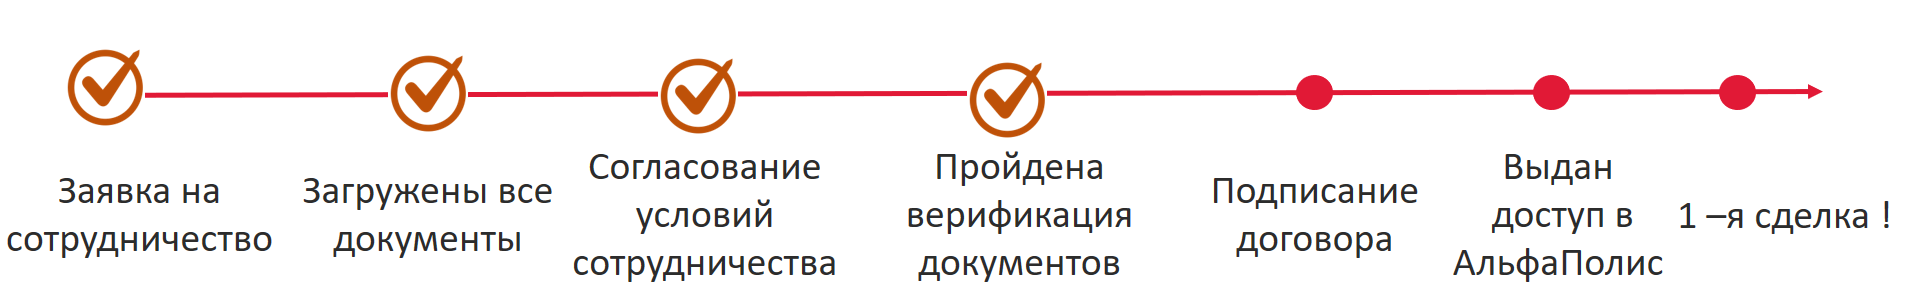 Заявка на
сотрудничество
Загружены все
документы
Согласование
условий
сотрудничества
Пройдена
верификация
документов
Подписание
договора
Выдан
доступ в
АльфаПолис
1 –я сделка !